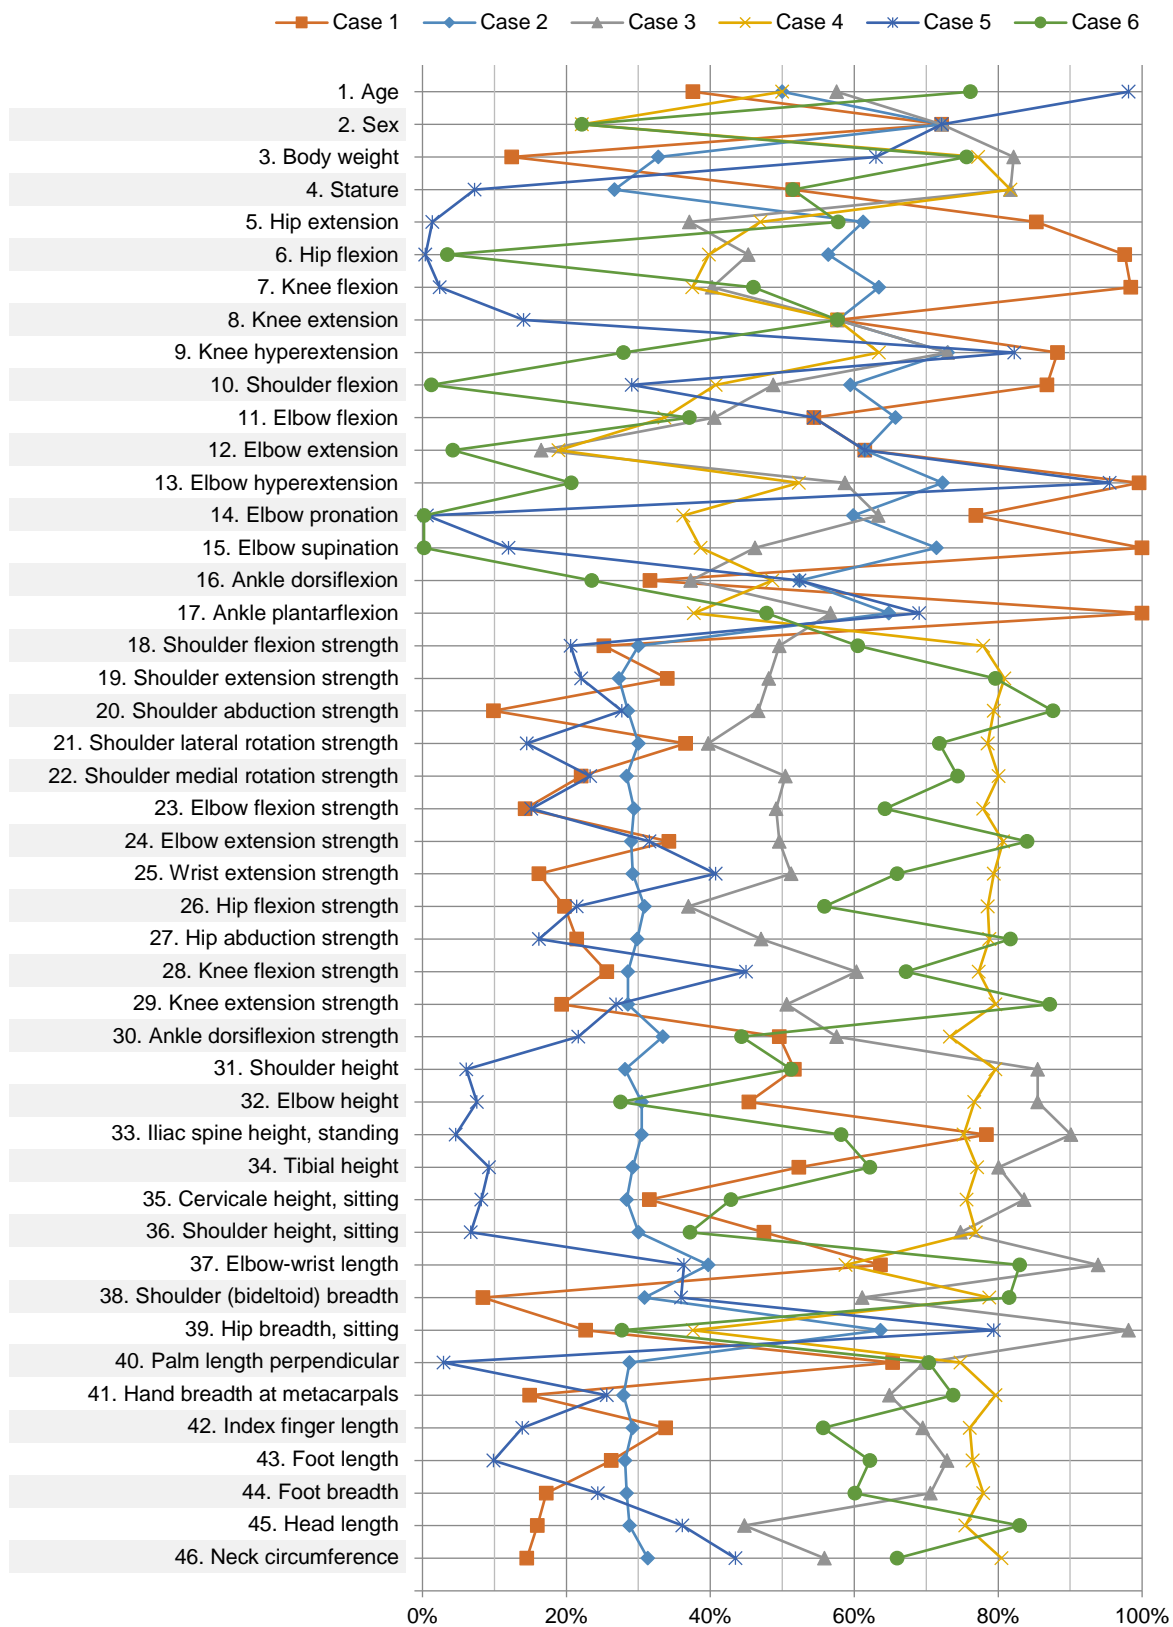 Case 1 Case 2 Case 3 Case 4 Case 5 Case 6
1. Age
2. Sex
3. Body weight
4. Stature
5. Hip extension
6. Hip flexion
7. Knee flexion
8. Knee extension
9. Knee hyperextension
10. Shoulder flexion
11. Elbow flexion
12. Elbow extension
13. Elbow hyperextension
14. Elbow pronation
15. Elbow supination
16. Ankle dorsiflexion
17. Ankle plantarflexion
18. Shoulder flexion strength
19. Shoulder extension strength
20. Shoulder abduction strength
21. Shoulder lateral rotation strength
22. Shoulder medial rotation strength
23. Elbow flexion strength
24. Elbow extension strength
25. Wrist extension strength
26. Hip flexion strength
27. Hip abduction strength
28. Knee flexion strength
29. Knee extension strength
30. Ankle dorsiflexion strength
31. Shoulder height
32. Elbow height
33. Iliac spine height, standing
34. Tibial height
35. Cervicale height, sitting
36. Shoulder height, sitting
37. Elbow-wrist length
38. Shoulder (bideltoid) breadth
39. Hip breadth, sitting
40. Palm length perpendicular
41. Hand breadth at metacarpals
42. Index finger length
43. Foot length
44. Foot breadth
45. Head length
46. Neck circumference
0% 20% 40% 60% 80% 100%